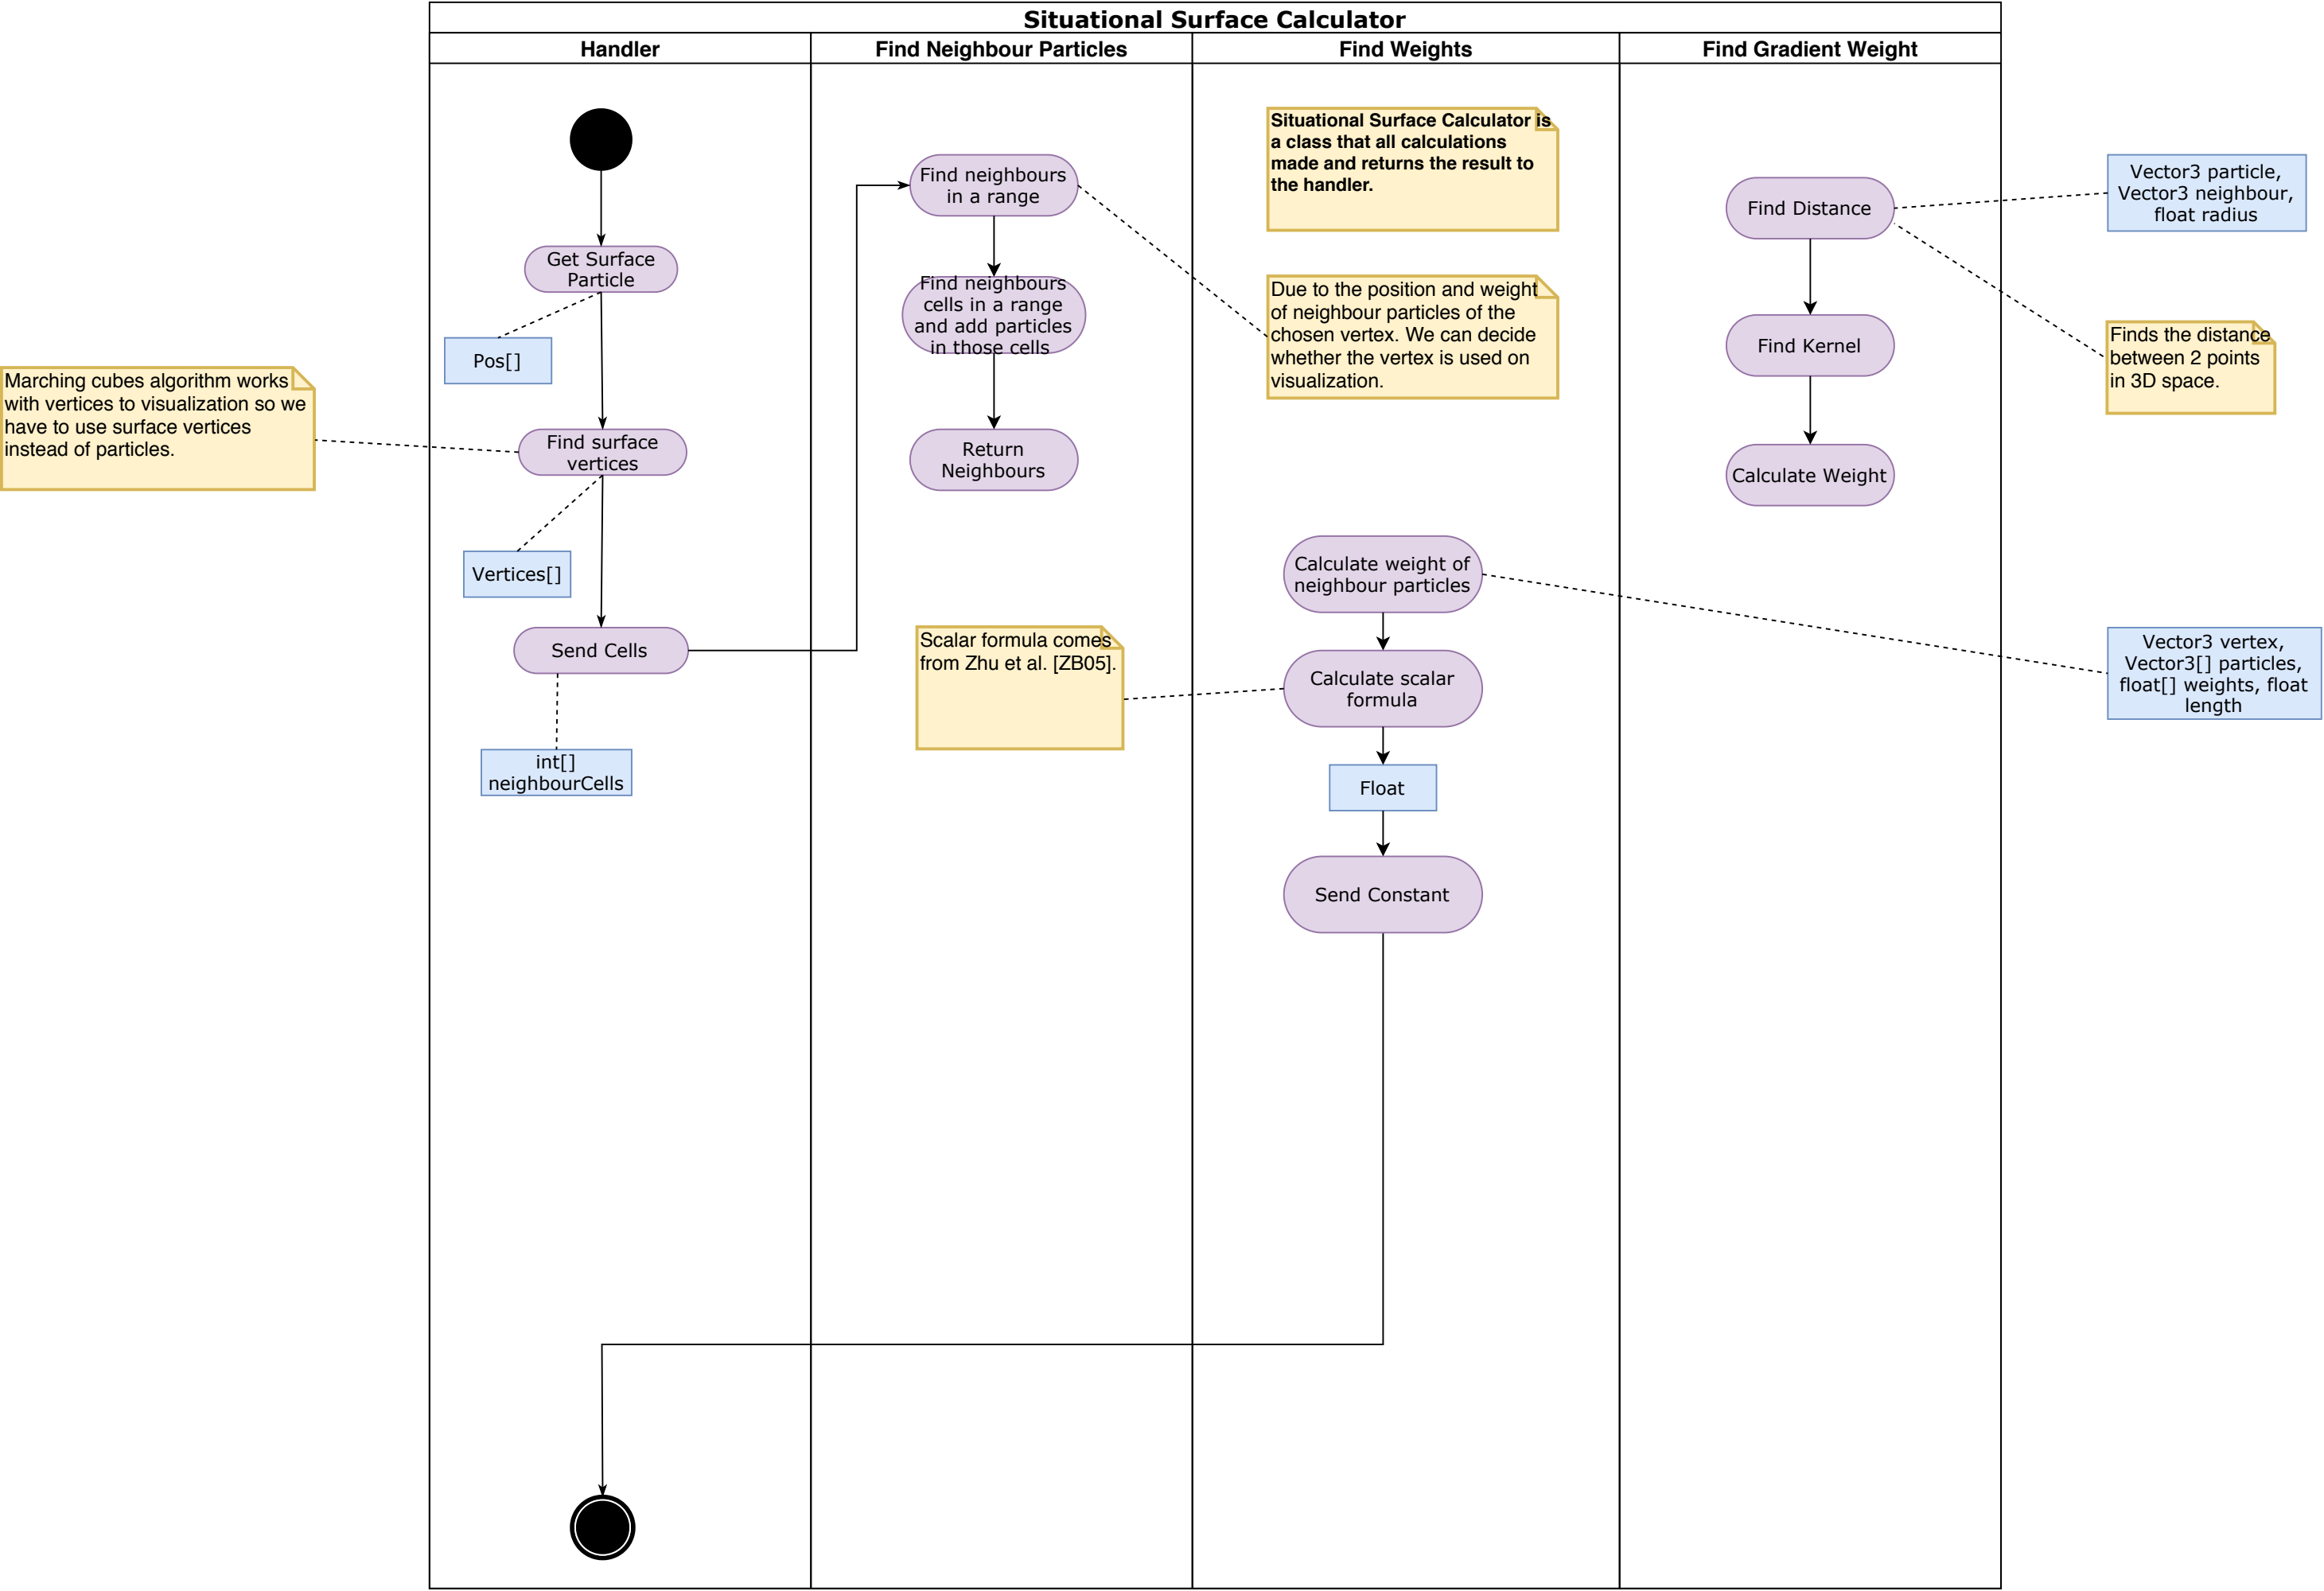 Situational Surface Calculator
Handler
Find Neighbour Particles
Find Weights
Find Gradient Weight
Get Surface
Particle
Pos[]
Marching cubes algorithm works
with vertices to visualization so we
have to use surface vertices
instead of particles.
Find surface
vertices
Vertices[]
Send Cells
int[]
neighbourCells
Find neighbours
in a range
Find neighbours
cells in a range
and add particles
in those cells
Return
Neighbours
Scalar formula comes
from Zhu et al. [ZB05].
Situational Surface Calculator is
a class that all calculations
made and returns the result to
the handler.
Due to the position and weight
of neighbour particles of the
chosen vertex. We can decide
whether the vertex is used on
visualization.
Calculate weight of
neighbour particles
Calculate scalar
formula
Float
Send Constant
Find Distance
Find Kernel
Calculate Weight
Vector3 particle,
Vector3 neighbour,
float radius
Finds the distance
between 2 points
in 3D space.
Vector3 vertex,
Vector3[] particles,
float[] weights, float
length